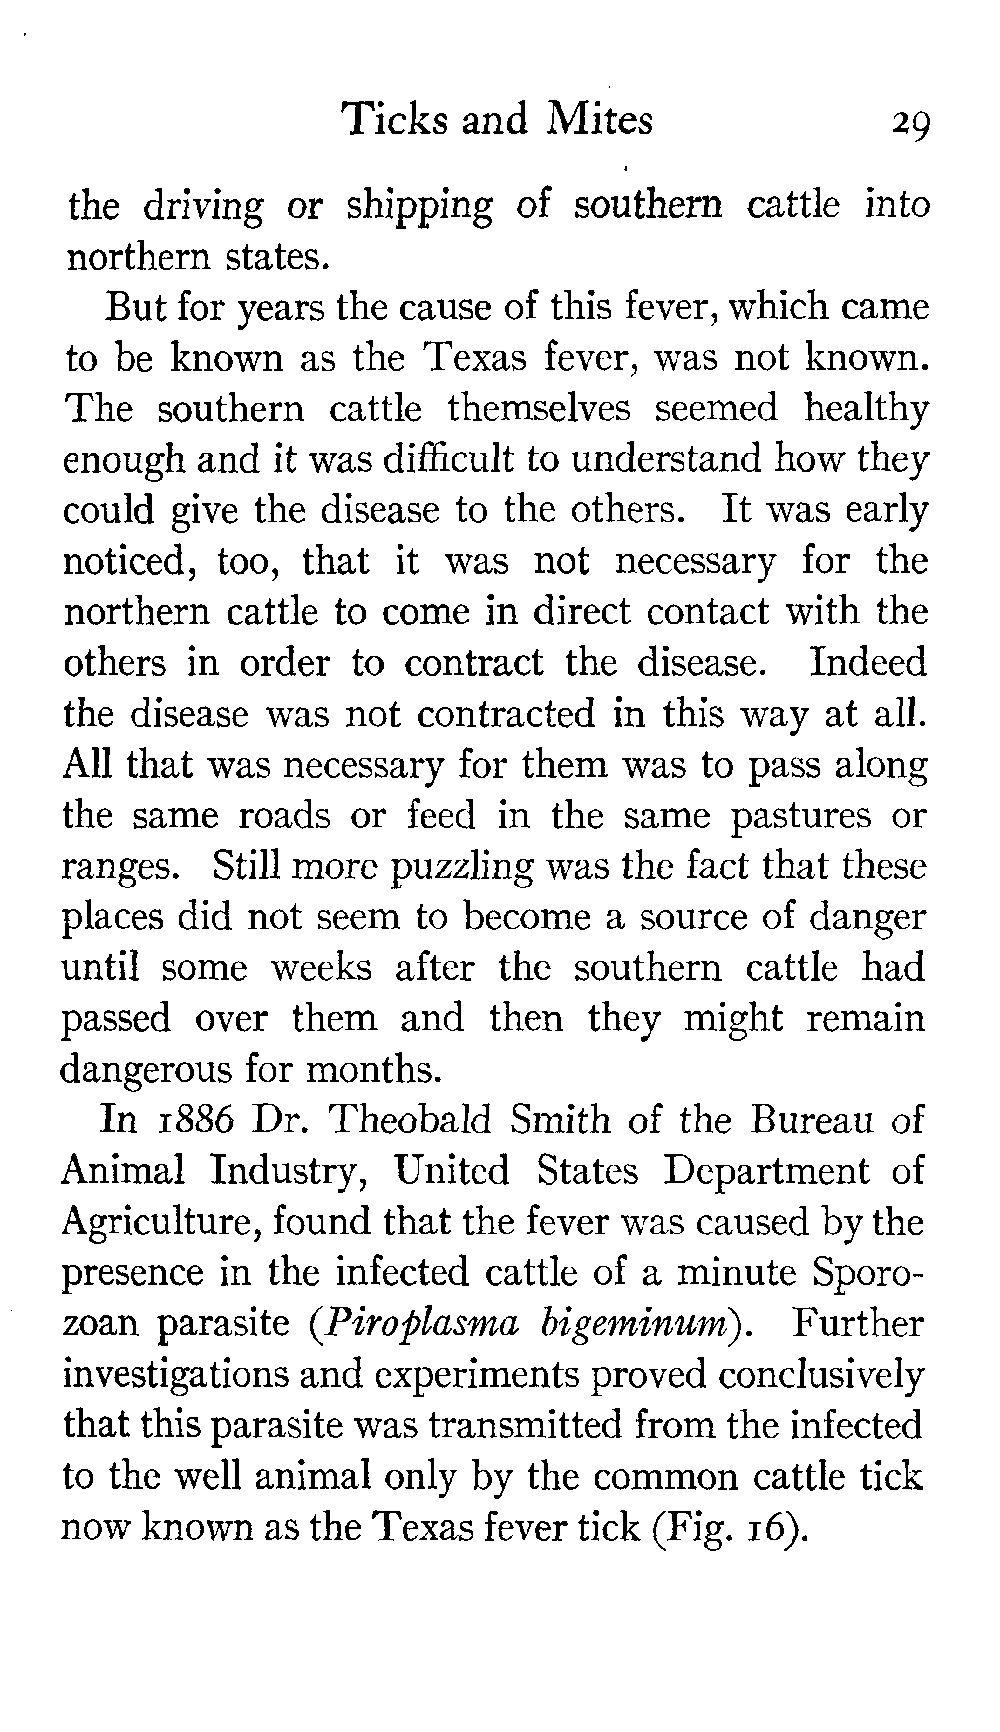 Ticks and Mites 29
the driving or shipping of southern cattle into
northern states.
But for years the cause of this fever, which came
to be known as the Texas fever, was not known.
The southern cattle themselves seemed healthy
enough and it was difficult to understand how they
could give the disease to the others. It was early
noticed, too, that it was not necessary for the
northern cattle to come in direct contact with the
others in order to contract the disease. Indeed
the disease was not contracted in this way at all.
All that was necessary for them was to pass along
the same roads or feed in the same pastures or
ranges. Still more puzzling was the fact that these
places did not seem to become a source of danger
until some weeks after the southern cattle had
passed over them and then they might remain
dangerous for months.
In 1886 Dr. Theobald Smith of the Bureau of
Animal Industry, United States Department of
Agriculture, found that the fever was caused by the
presence in the infected cattle of a minute Sporo-
zoan parasite (Piroplasma bigeminum). Further
investigations and experiments proved conclusively
that this parasite was transmitted from the infected
to the well animal only by the common cattle tick
now known as the Texas fever tick (Fig. 16).